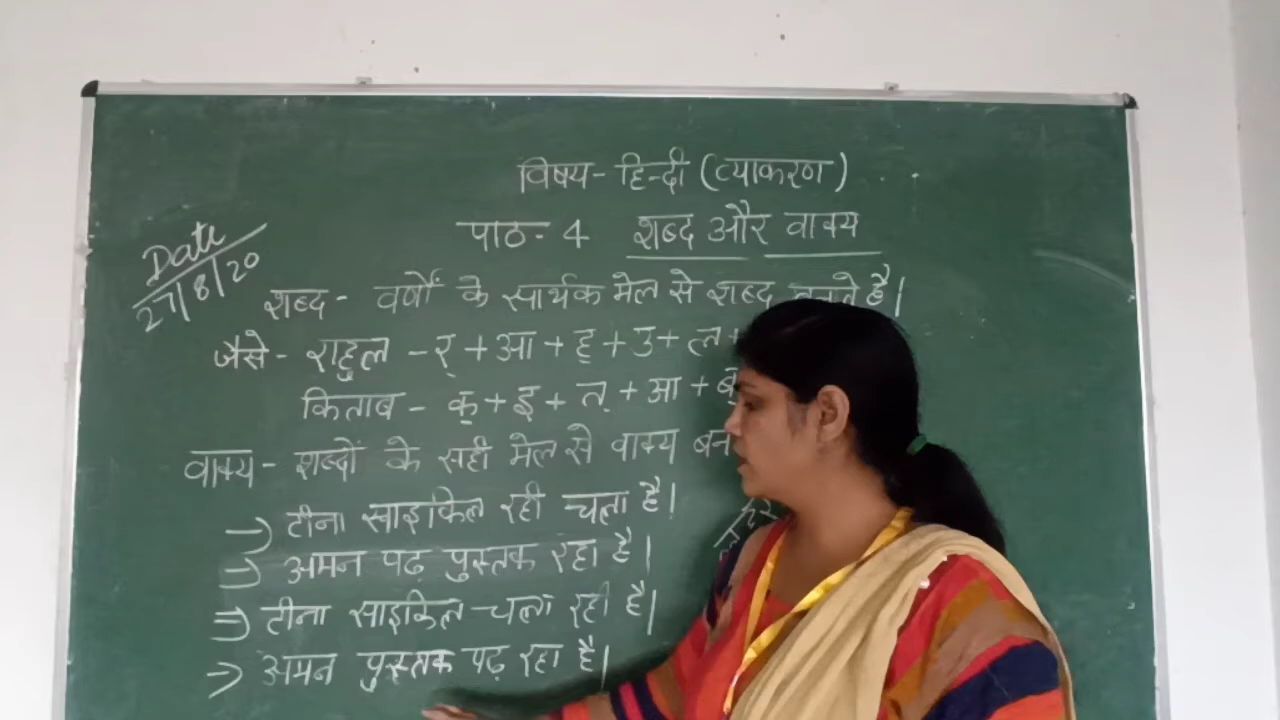 विषय- हिन्दी (व्याकरण)
पाठ- 4 शब्द और वाक्य
Date
27/8/20
शब्द - वर्णों के सार्थक मेल से शब्द बनते है।
जैसे - राहुल - र् + आ + ह् + उ + ल +
किताब - क् + इ + त् + आ + ब्
वाक्य - शब्दों के सही मेल से वाक्य बन
→ टीना साइकिल रही चला है।
→ अमन पढ़ पुस्तक रहा है।
⇒ टीना साइकिल चला रही है।
→ अमन पुस्तक पढ़ रहा है।